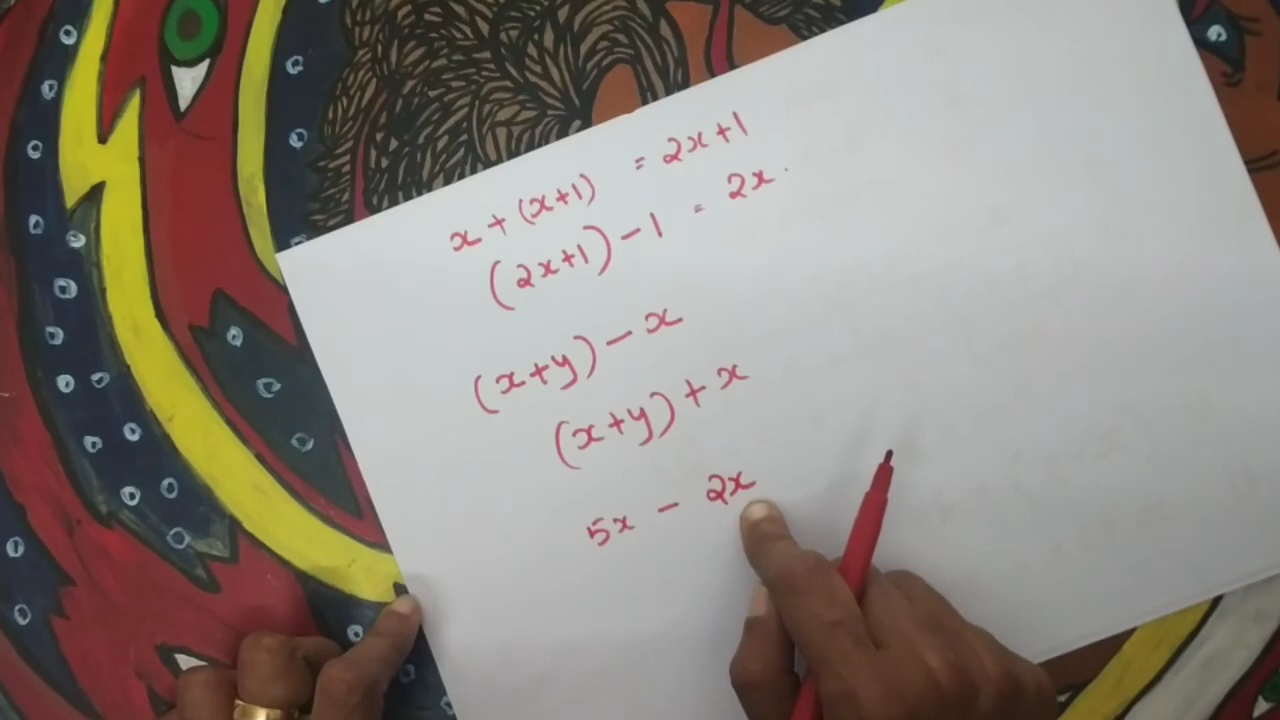 x + (x+1) = 2x+1
(2x+1) - 1 = 2x.
(x+y) - x
(x+y) + x
5x - 2x